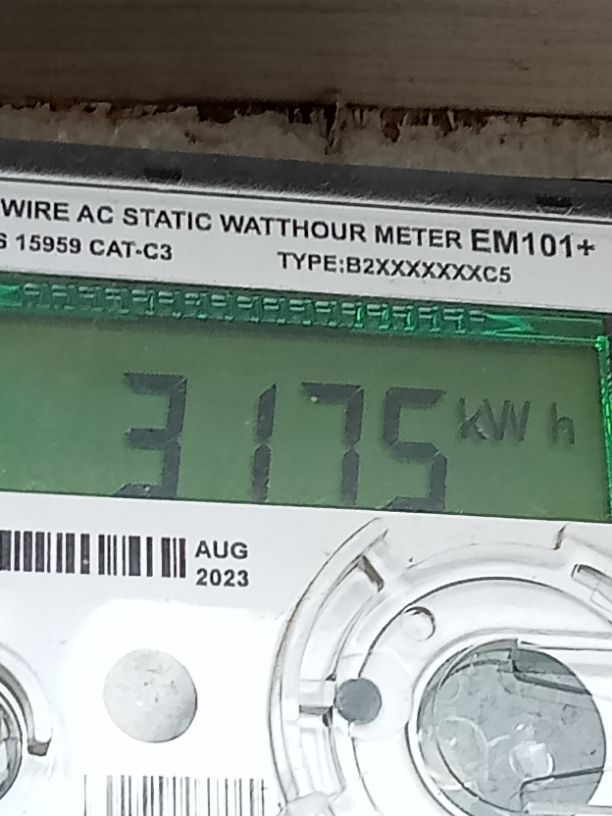 WIRE AC STATIC WATTHOUR METER EM101+
15959 CAT-C3
TYPE:B2XXXXXXXC5
3175 kWh
AUG
2023